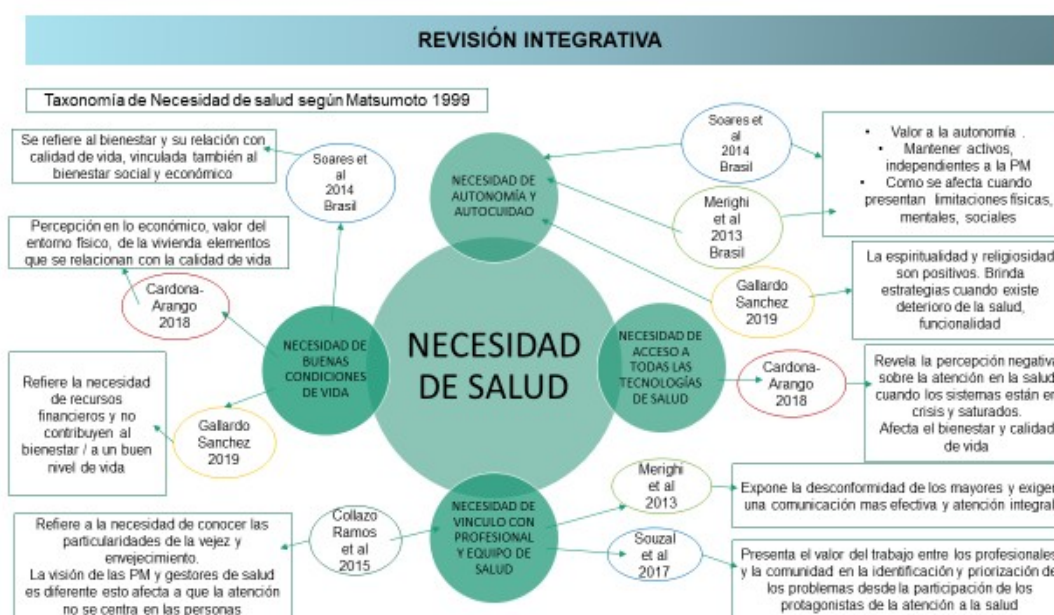 REVISIÓN INTEGRATIVA
Taxonomía de Necesidad de salud según Matsumoto 1999
Se refiere al bienestar y su relación con
calidad de vida, vinculada también al
bienestar social y económico
Soares et
al
2014
Brasil
Percepción en lo económico, valor del
entorno físico, de la vivienda elementos
que se relacionan con la calidad de vida
Cardona-
Arango
2018
NECESIDAD DE
BUENAS
CONDICIONES
DE VIDA
Refiere la necesidad
de recursos
financieros y no
contribuyen al
bienestar / a un buen
nivel de vida
Gallardo
Sanchez
2019
Refiere a la necesidad de conocer las
particularidades de la vejez y
envejecimiento.
La visión de las PM y gestores de salud
es diferente esto afecta a que la atención
no se centra en las personas
Collazo
Ramos
et al
2015
NECESIDAD DE
AUTONOMÍA Y
AUTOCUIDAO
NECESIDAD
DE SALUD
NECESIDAD DE
VINCULO CON
PROFESIONAL
Y EQUIPO DE
SALUD
NECESIDAD DE
ACCESO A
TODAS LAS
TECNOLOGÍAS
DE SALUD
Soares et
al
2014
Brasil
Merighi
et al
2013
Brasil
• Valor a la autonomía .
• Mantener activos,
independientes a la PM
• Como se afecta cuando
presentan limitaciones físicas,
mentales, sociales
Gallardo
Sanchez
2019
La espiritualidad y religiosidad
son positivos. Brinda
estrategias cuando existe
deterioro de la salud,
funcionalidad
Cardona-
Arango
2018
Revela la percepción negativa
sobre la atención en la salud
cuando los sistemas están en
crisis y saturados.
Afecta el bienestar y calidad
de vida
Merighi
et al
2013
Expone la desconformidad de los mayores y exigen
una comunicación mas efectiva y atención integral
Souzal
et al
2017
Presenta el valor del trabajo entre los profesionales
y la comunidad en la identificación y priorización de
los problemas desde la participación de los
protagonistas de la atención a la salud